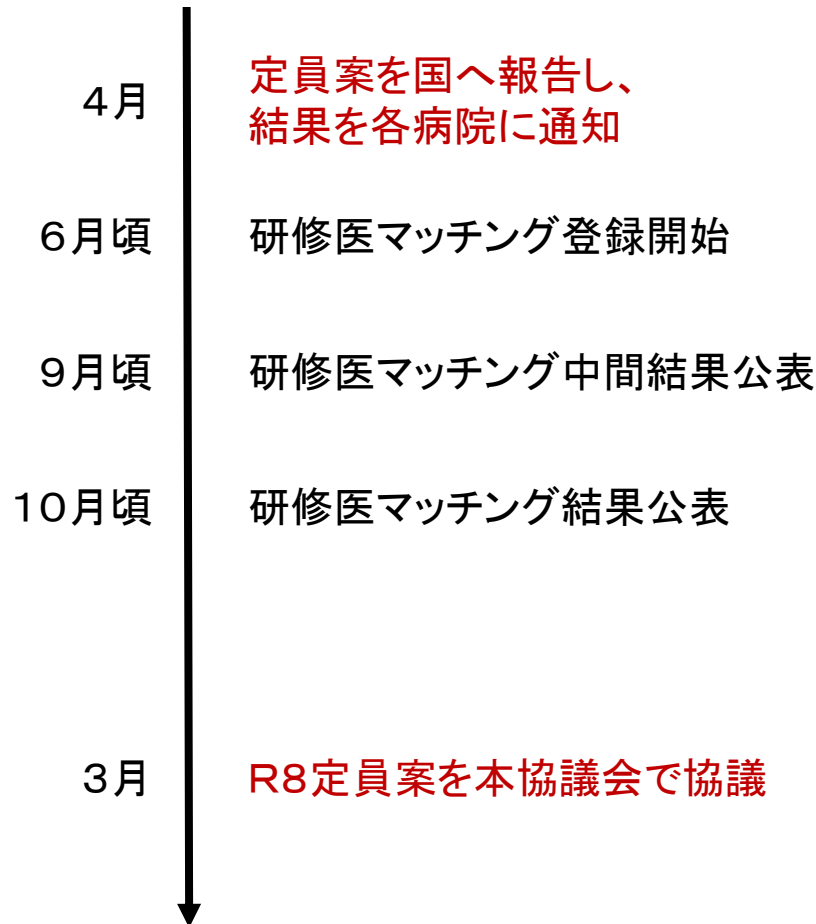 4月
定員案を国へ報告し、
結果を各病院に通知
6月頃
研修医マッチング登録開始
9月頃
研修医マッチング中間結果公表
10月頃
研修医マッチング結果公表
3月
R8定員案を本協議会で協議